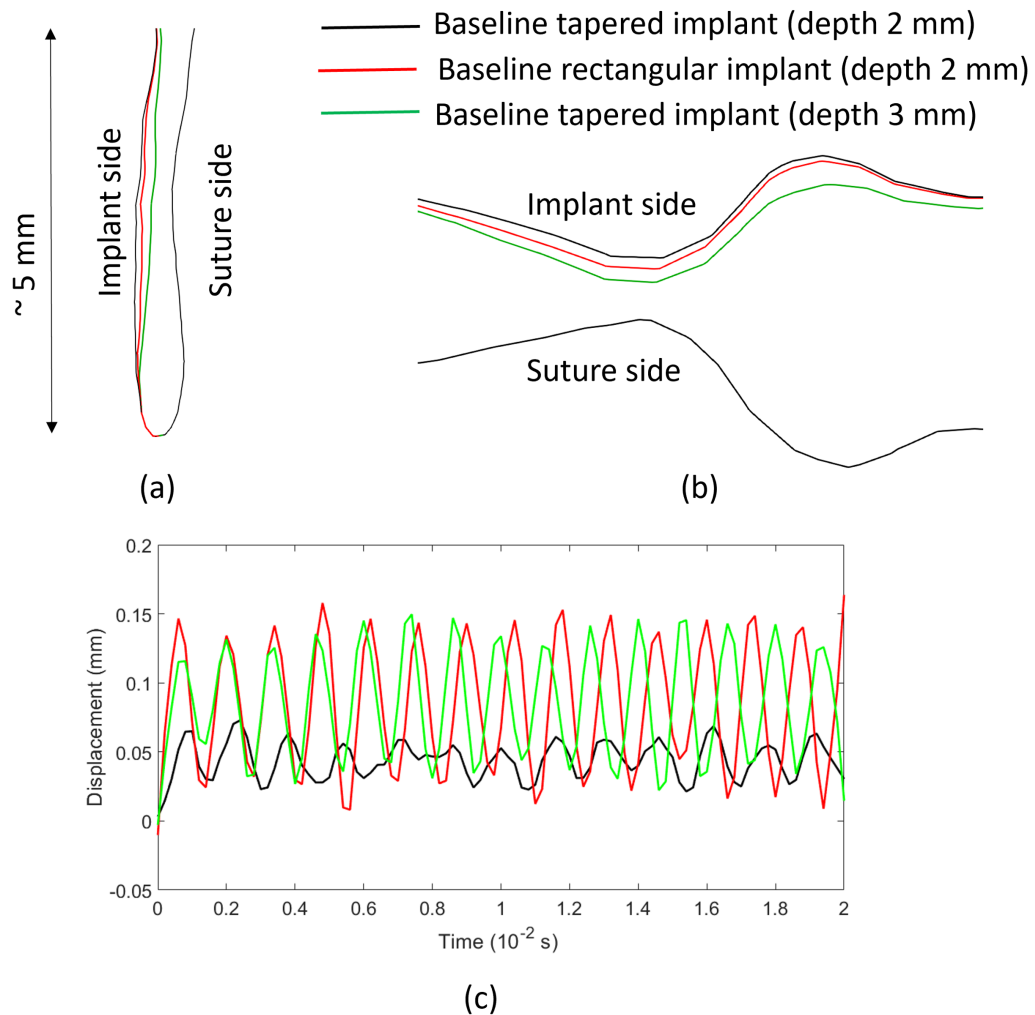 Baseline tapered implant (depth 2 mm)
Baseline rectangular implant (depth 2 mm)
Baseline tapered implant (depth 3 mm)
~ 5 mm
Implant side
Suture side
(a)
Implant side
Suture side
(b)
0.2
0.15
0.1
0.05
0
-0.05
Displacement (mm)
0 0.2 0.4 0.6 0.8 1 1.2 1.4 1.6 1.8 2
Time (10⁻² s)
(c)